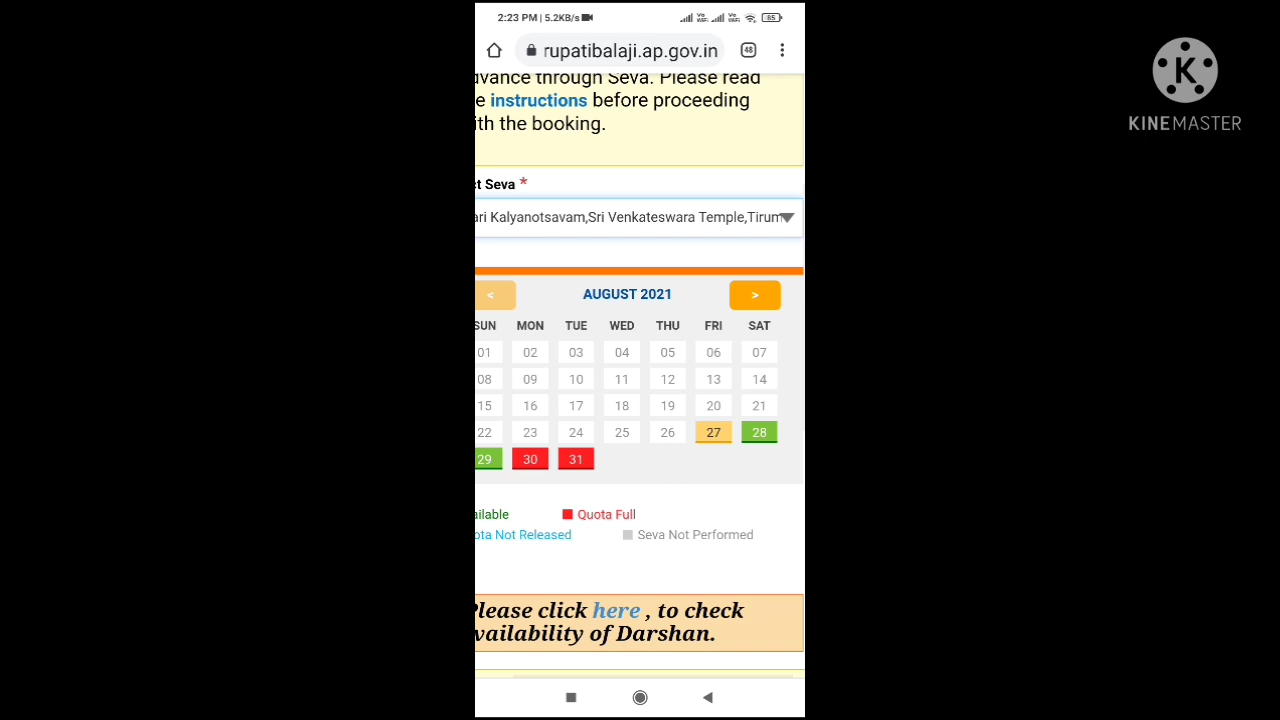 2:23 PM | 5.2KB/s 85
rupatibalaji.ap.gov.in 48
dvance through Seva. Please read
e instructions before proceeding
ith the booking.
t Seva *
ari Kalyanotsavam,Sri Venkateswara Temple,Tirum
< AUGUST 2021 >
SUN MON TUE WED THU FRI SAT
01 02 03 04 05 06 07
08 09 10 11 12 13 14
15 16 17 18 19 20 21
22 23 24 25 26 27 28
29 30 31
ailable Quota Full
ota Not Released Seva Not Performed
Please click here , to check
vailability of Darshan.
K
KINEMASTER